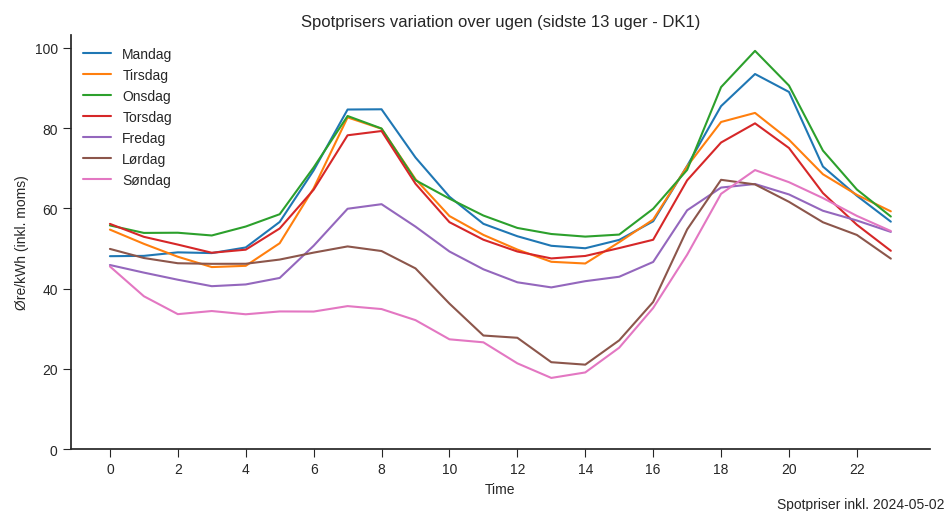 Spotprisers variation over ugen (sidste 13 uger - DK1)
Mandag
Tirsdag
Onsdag
Torsdag
Fredag
Lørdag
Søndag
Øre/kWh (inkl. moms)
100
80
60
40
20
0
0 2 4 6 8 10 12 14 16 18 20 22
Time
Spotpriser inkl. 2024-05-02